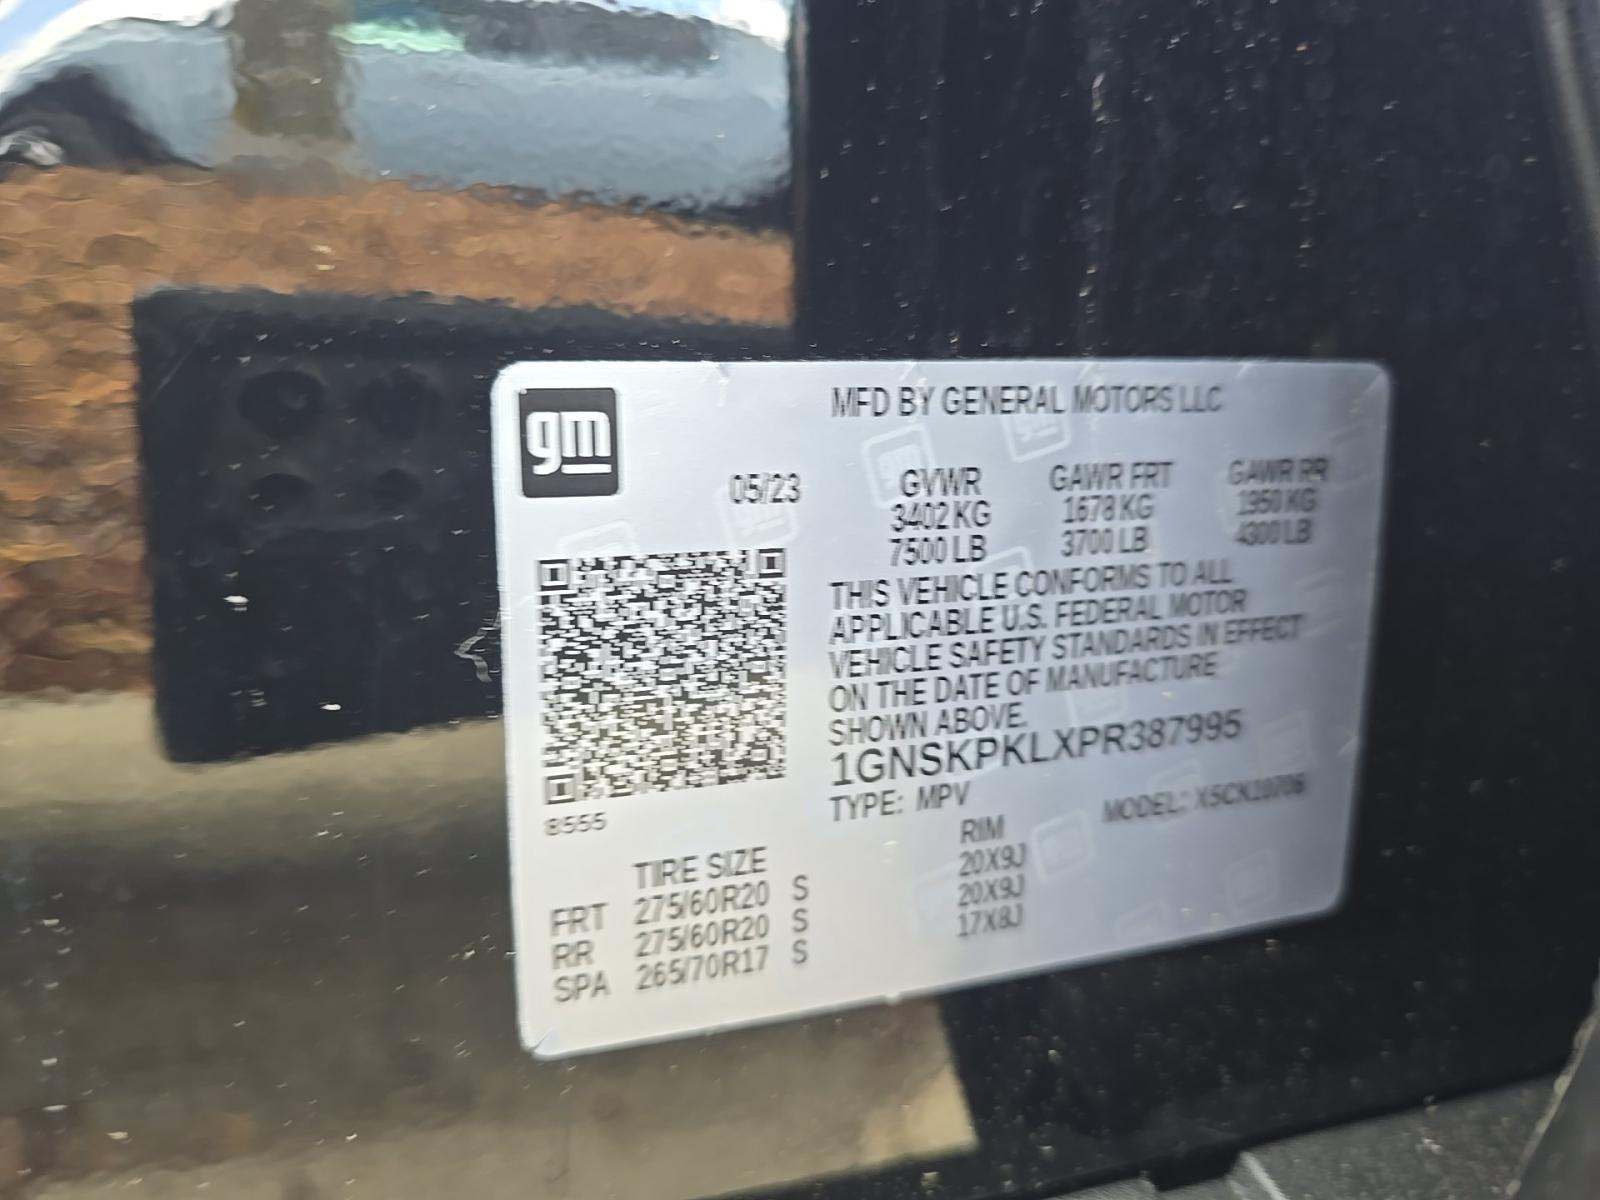 gm
MFD BY GENERAL MOTORS LLC
05/23 GVWR GAWR FRT GAWR RR
3402 KG 1678 KG 1950 KG
7500 LB 3700 LB 4300 LB
THIS VEHICLE CONFORMS TO ALL
APPLICABLE U.S. FEDERAL MOTOR
VEHICLE SAFETY STANDARDS IN EFFECT
ON THE DATE OF MANUFACTURE
SHOWN ABOVE.
1GNSKPKLXPR387995
TYPE: MPV MODEL: X5CK10706
8555
TIRE SIZE RIM
FRT 275/60R20 S 20X9J
RR 275/60R20 S 20X9J
SPA 265/70R17 S 17X8J